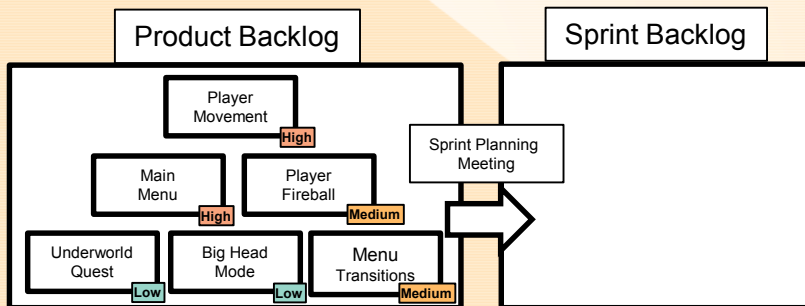 Product Backlog
Sprint Backlog
Player
Movement
High
Sprint Planning
Meeting
Main
Menu
High
Player
Fireball
Medium
Underworld
Quest
Low
Big Head
Mode
Low
Menu
Transitions
Medium